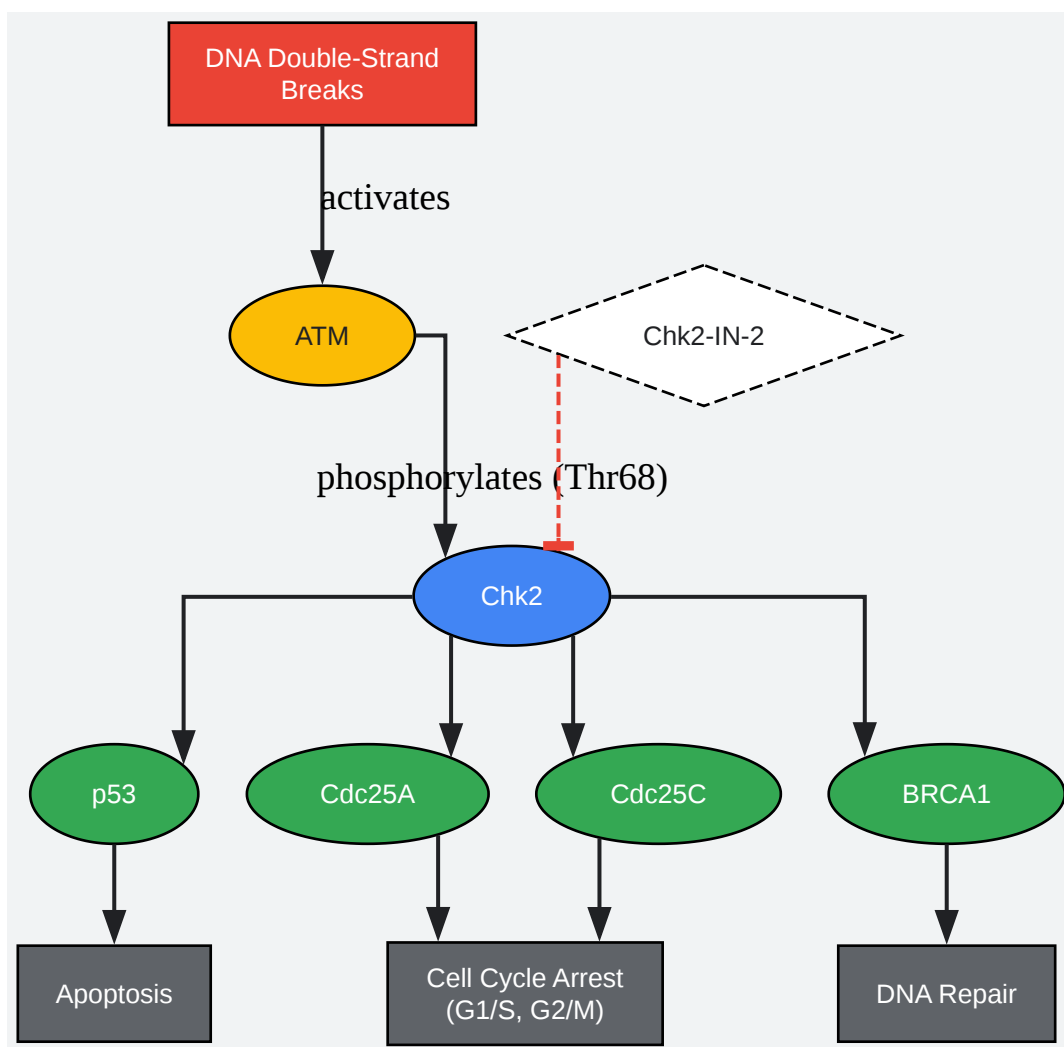 DNA Double-Strand
Breaks
activates
ATM
Chk2-IN-2
phosphorylates (Thr68)
Chk2
p53
Cdc25A
Cdc25C
BRCA1
Apoptosis
Cell Cycle Arrest
(G1/S, G2/M)
DNA Repair